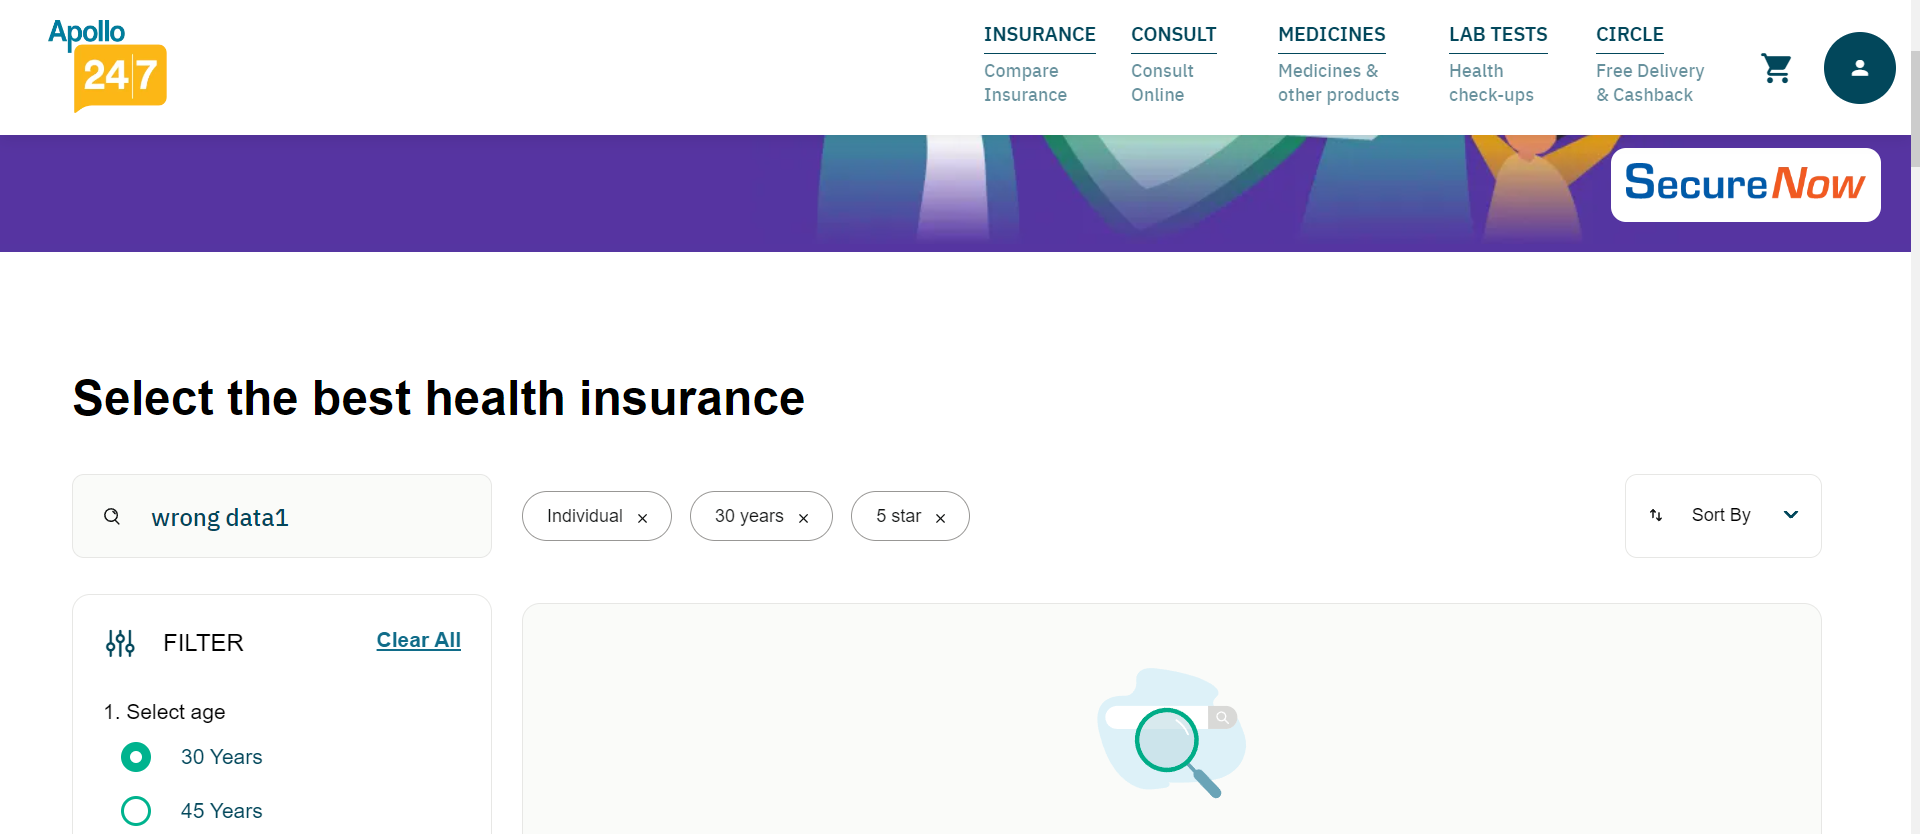 Apollo
24|7
INSURANCE
Compare
Insurance
CONSULT
Consult
Online
MEDICINES
Medicines &
other products
LAB TESTS
Health
check-ups
CIRCLE
Free Delivery
& Cashback
SecureNow
Select the best health insurance
wrong data1
Individual ×
30 years ×
5 star ×
Sort By
FILTER
Clear All
1. Select age
30 Years
45 Years